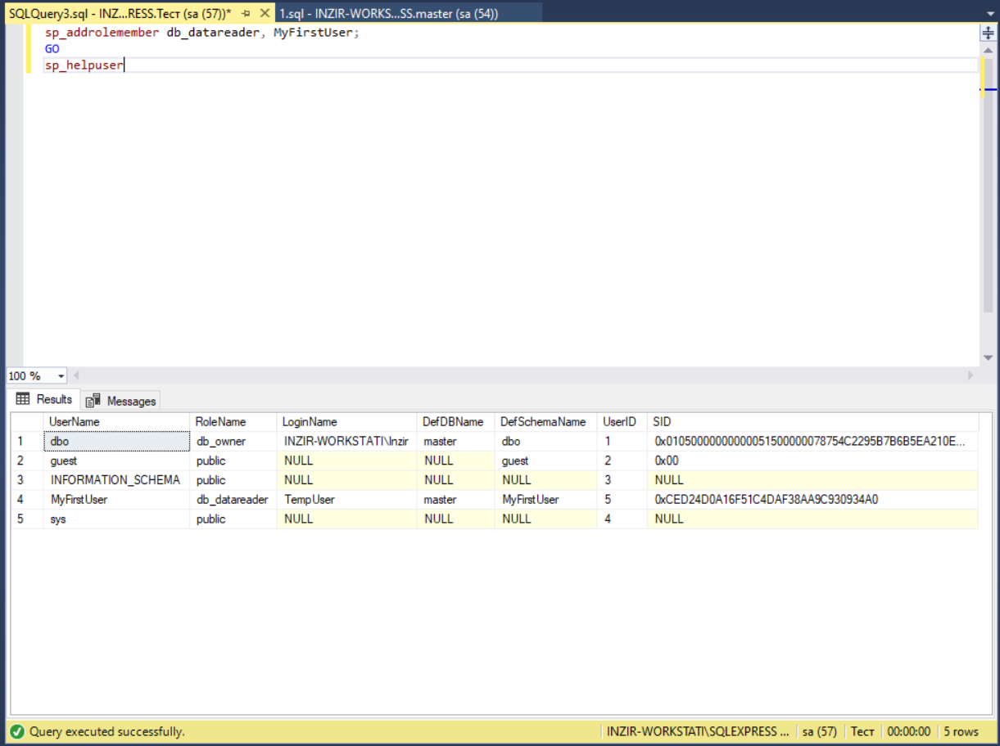 SQLQuery3.sql - INZ...RESS.Тест (sa (57))* 1.sql - INZIR-WORKS...SS.master (sa (54))
sp_addrolemember db_datareader, MyFirstUser;
GO
sp_helpuser
100 %
Results Messages
UserName RoleName LoginName DefDBName DefSchemaName UserID SID
1 dbo db_owner INZIR-WORKSTATI\Inzir master dbo 1 0x01050000000000051500000078754C2295B7B6B5EA210E...
2 guest public NULL NULL guest 2 0x00
3 INFORMATION_SCHEMA public NULL NULL NULL 3 NULL
4 MyFirstUser db_datareader TempUser master MyFirstUser 5 0xCED24D0A16F51C4DAF38AA9C930934A0
5 sys public NULL NULL NULL 4 NULL
Query executed successfully. INZIR-WORKSTATI\SQLEXPRESS ... sa (57) Тест 00:00:00 5 rows